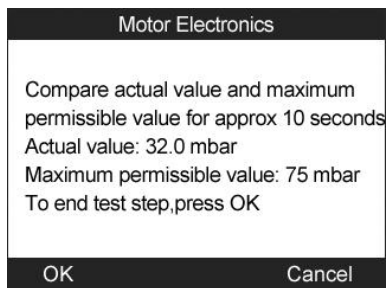 Motor Electronics
Compare actual value and maximum
permissible value for approx 10 seconds
Actual value: 32.0 mbar
Maximum permissible value: 75 mbar
To end test step,press OK
OK Cancel